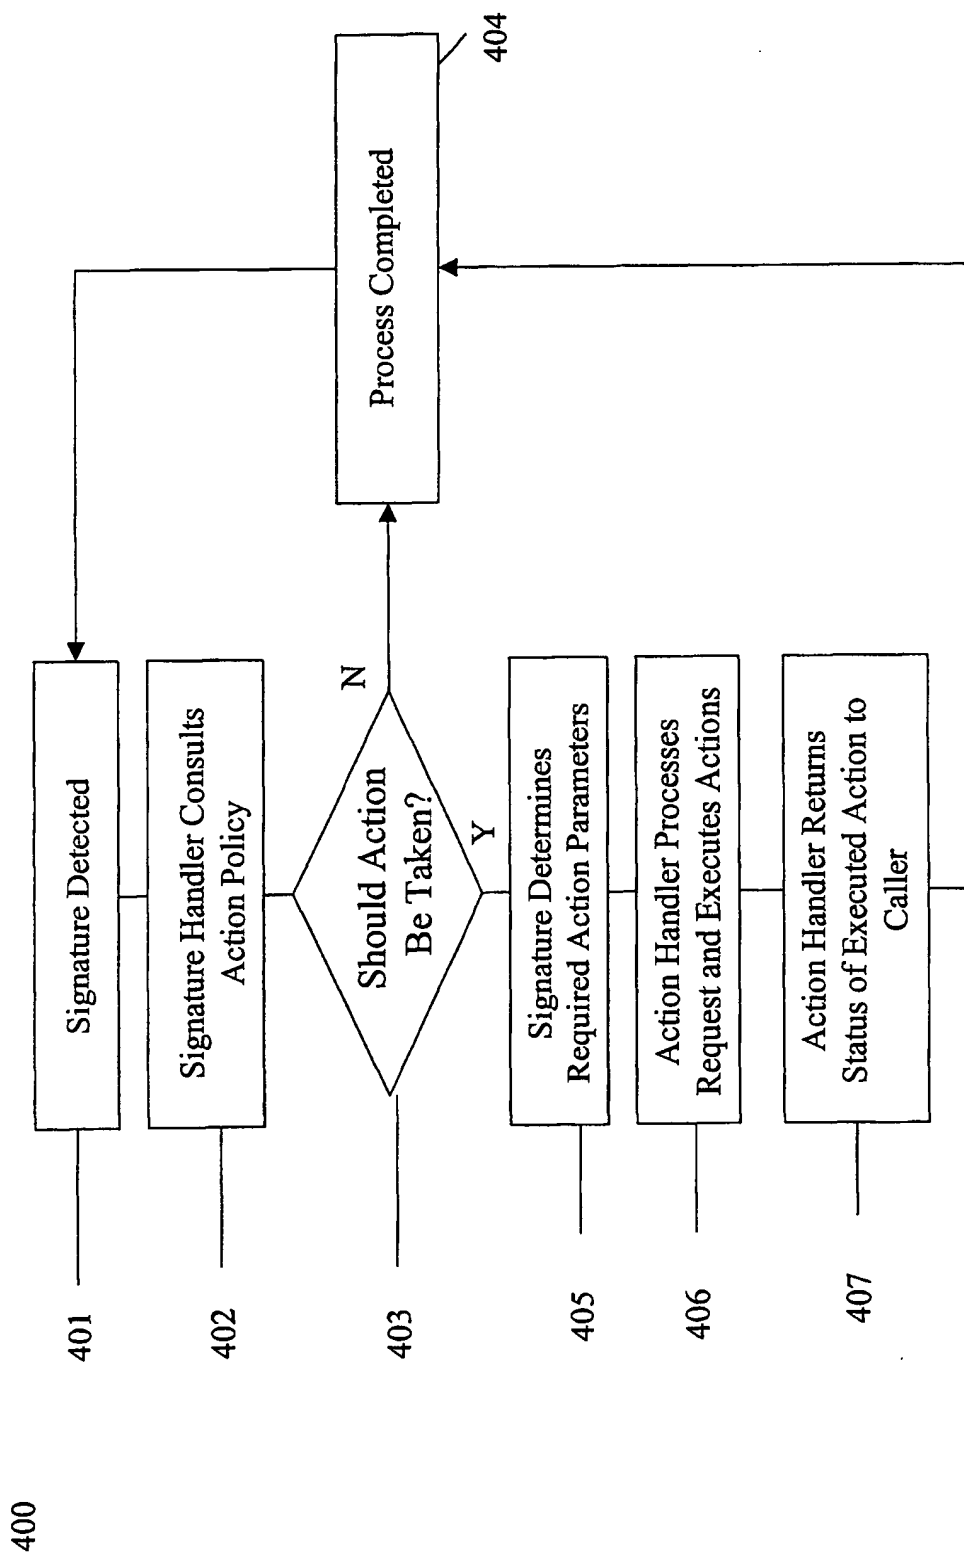 400
401
Signature Detected
402
Signature Handler Consults
Action Policy
403
Should Action
Be Taken?
N
Y
Process Completed
404
405
Signature Determines
Required Action Parameters
406
Action Handler Processes
Request and Executes Actions
407
Action Handler Returns
Status of Executed Action to
Caller